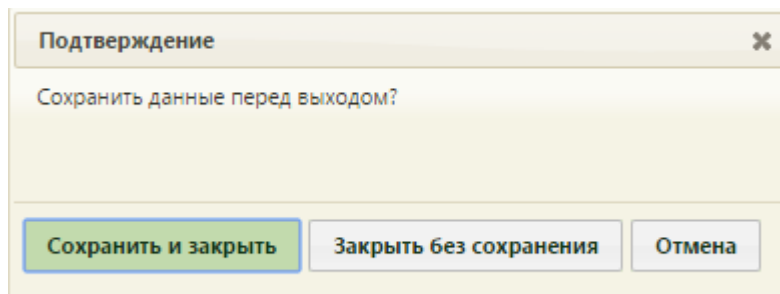 Подтверждение
Сохранить данные перед выходом?
Сохранить и закрыть Закрыть без сохранения Отмена